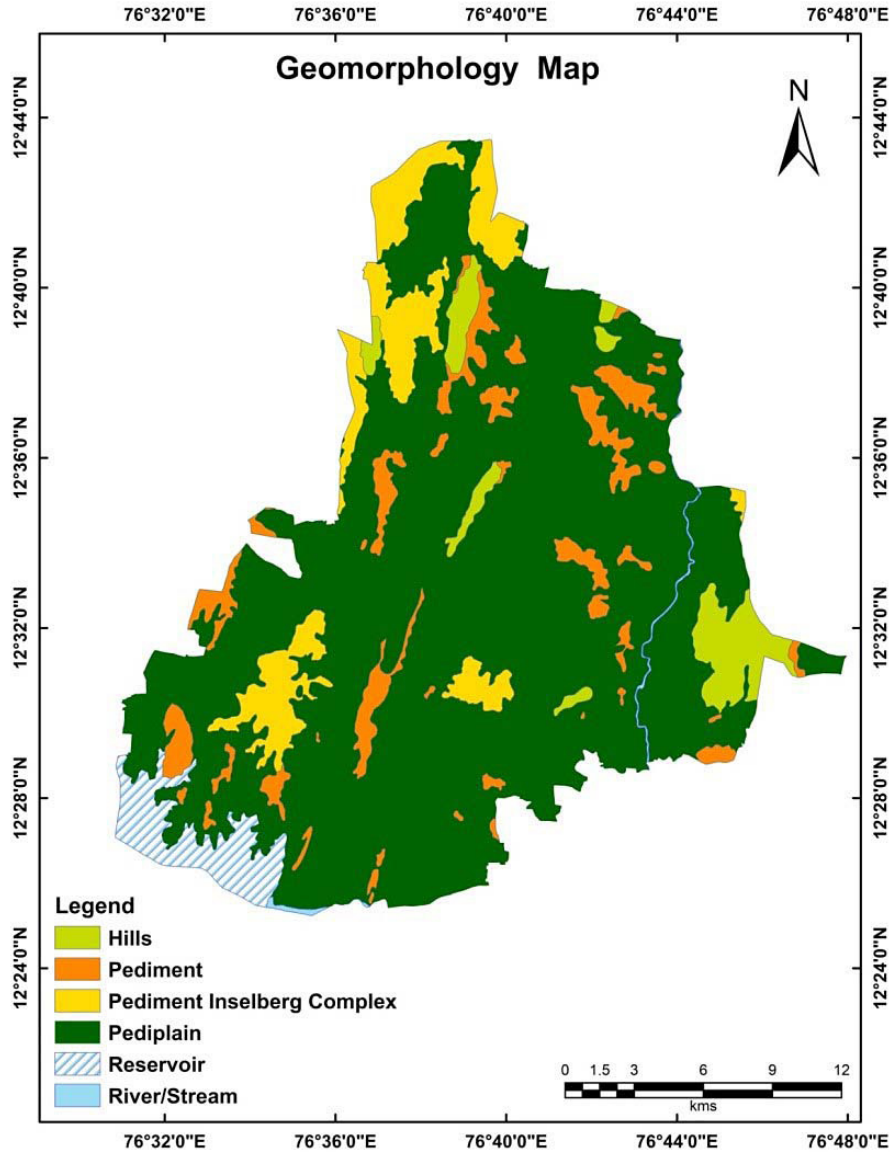 76°32'0"E 76°36'0"E 76°40'0"E 76°44'0"E 76°48'0"E
Geomorphology Map
N
12°44'0"N 12°44'0"N
12°40'0"N 12°40'0"N
12°36'0"N 12°36'0"N
12°32'0"N 12°32'0"N
12°28'0"N 12°28'0"N
12°24'0"N 12°24'0"N
Legend
Hills
Pediment
Pediment Inselberg Complex
Pediplain
Reservoir
River/Stream
0 1.5 3 6 9 12
kms
76°32'0"E 76°36'0"E 76°40'0"E 76°44'0"E 76°48'0"E